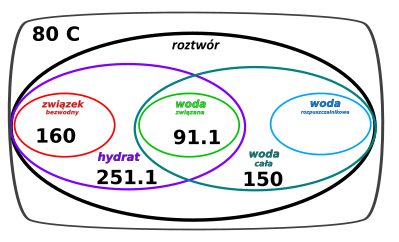 80 C
roztwór
związek
bezwodny
160
woda
związana
91.1
woda
rozpuszczalnikowa
hydrat
251.1
woda
cała
150